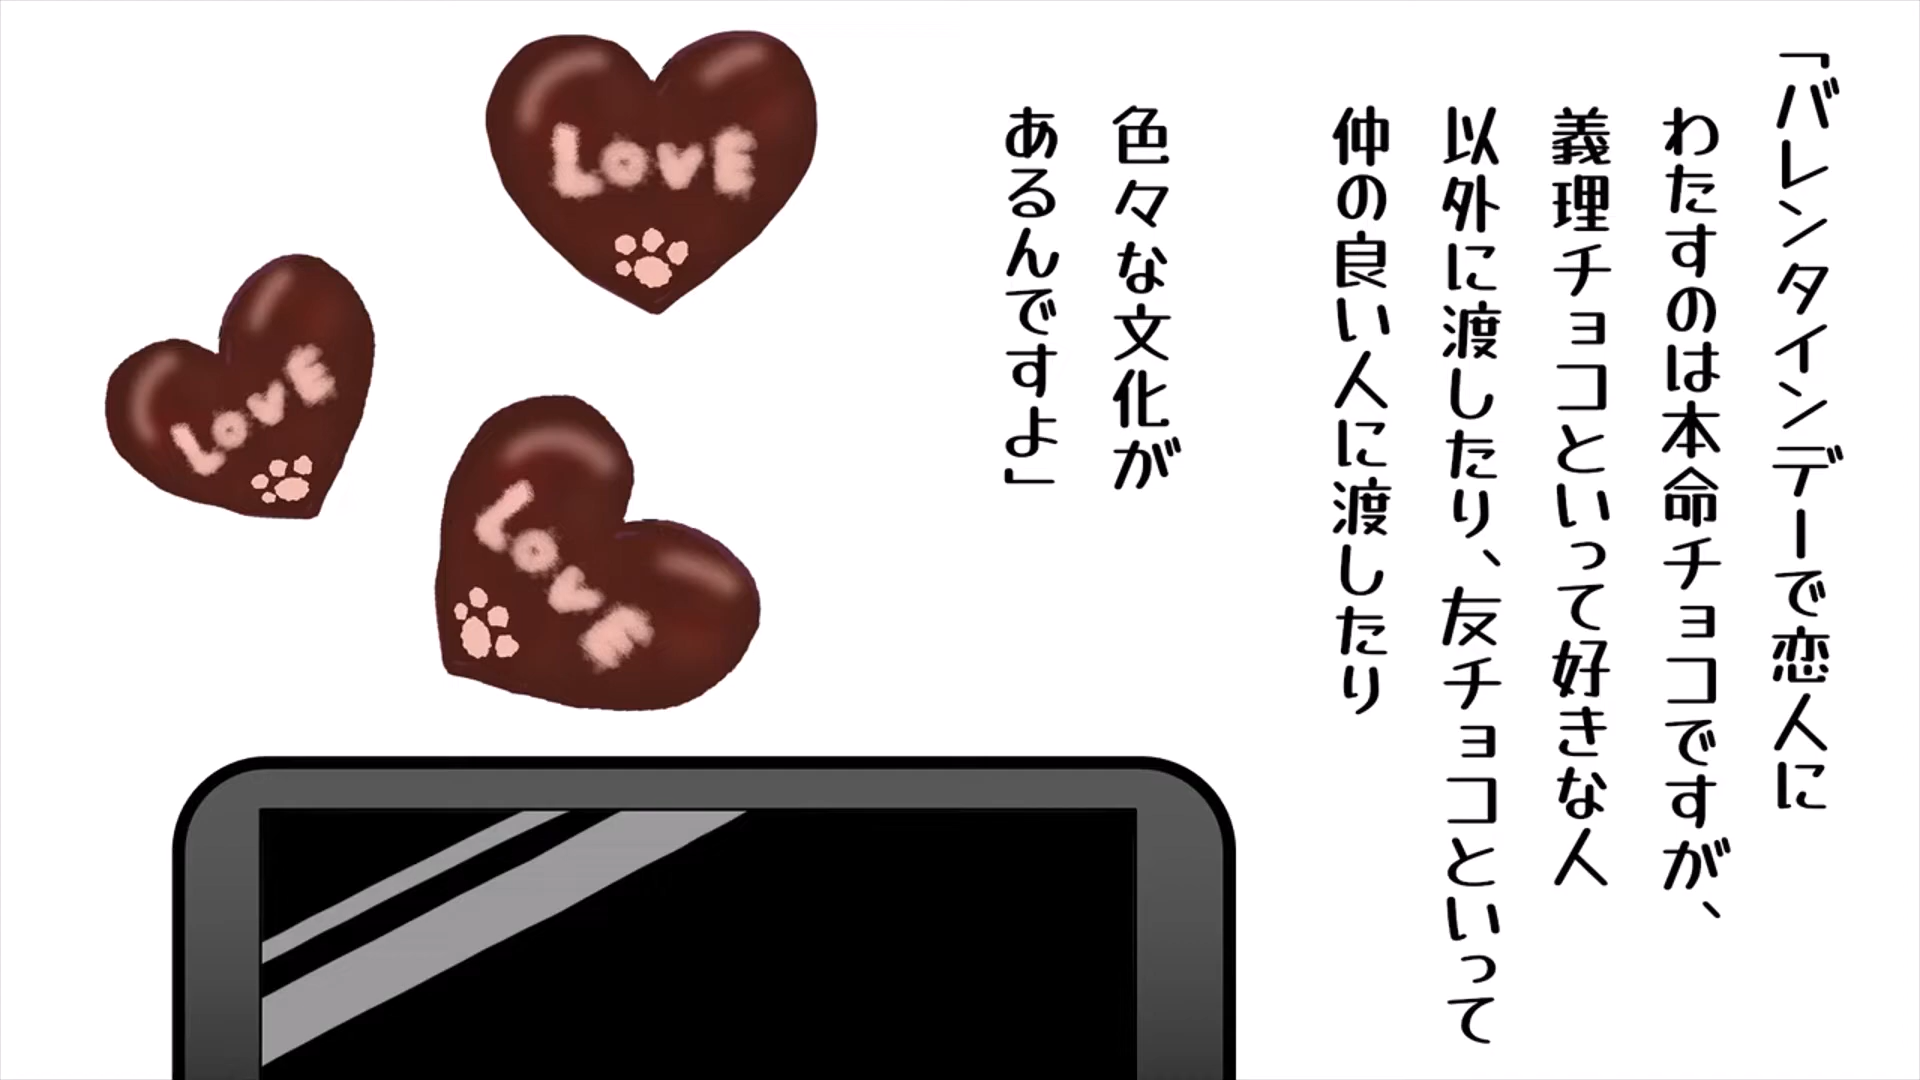 「バレンタインデーで恋人に
わたすのは本命チョコですが、
義理チョコといって好きな人
以外に渡したり、友チョコといって
仲の良い人に渡したり
色々な文化が
あるんですよ」
LOVE
LOVE
LOVE